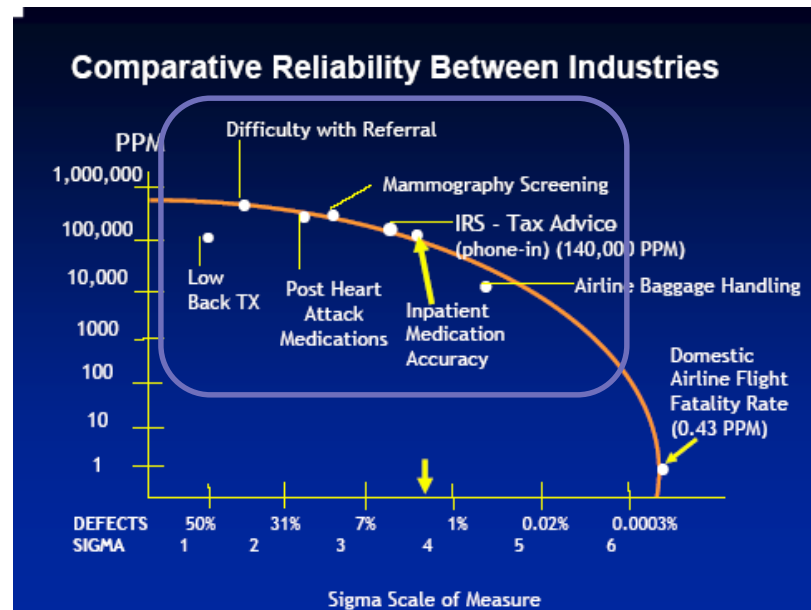 Comparative Reliability Between Industries
PPM
Difficulty with Referral
1,000,000
Mammography Screening
IRS - Tax Advice
(phone-in) (140,000 PPM)
100,000
Low
Back TX
Post Heart
Attack
Medications
Inpatient
Medication
Accuracy
Airline Baggage Handling
10,000
1000
100
10
1
Domestic
Airline Flight
Fatality Rate
(0.43 PPM)
DEFECTS 50% 31% 7% 1% 0.02% 0.0003%
SIGMA 1 2 3 4 5 6
Sigma Scale of Measure